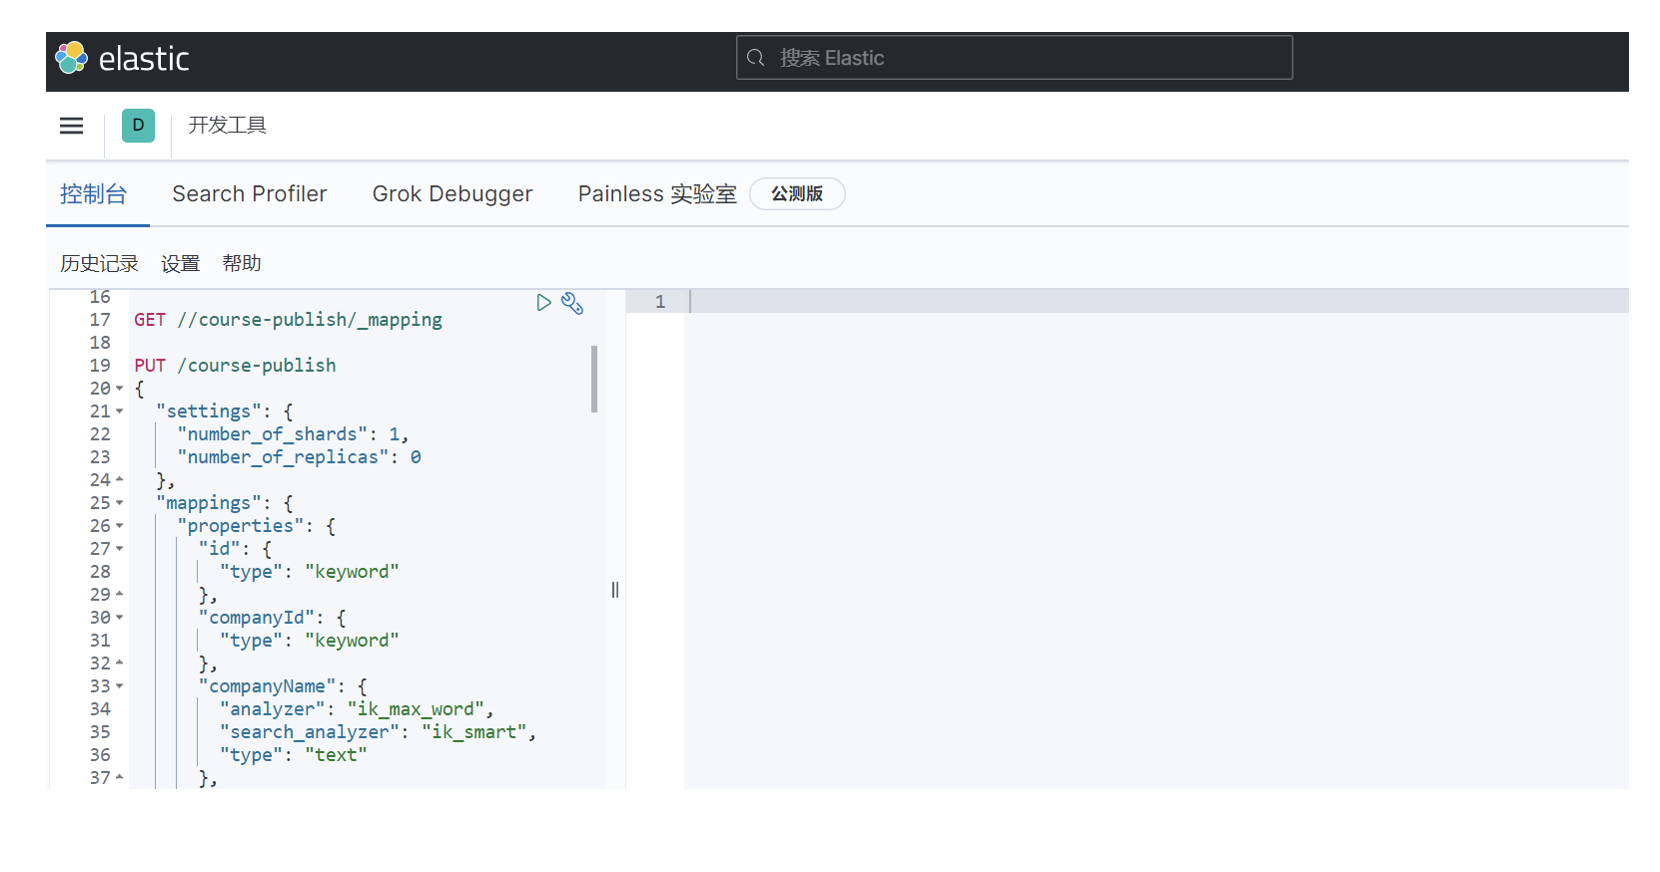 elastic
搜索 Elastic
D
开发工具
控制台 Search Profiler Grok Debugger Painless 实验室 公测版
历史记录 设置 帮助
16
17 GET //course-publish/_mapping
18
19 PUT /course-publish
20 {
21 "settings": {
22 "number_of_shards": 1,
23 "number_of_replicas": 0
24 },
25 "mappings": {
26 "properties": {
27 "id": {
28 "type": "keyword"
29 },
30 "companyId": {
31 "type": "keyword"
32 },
33 "companyName": {
34 "analyzer": "ik_max_word",
35 "search_analyzer": "ik_smart",
36 "type": "text"
37 },
1